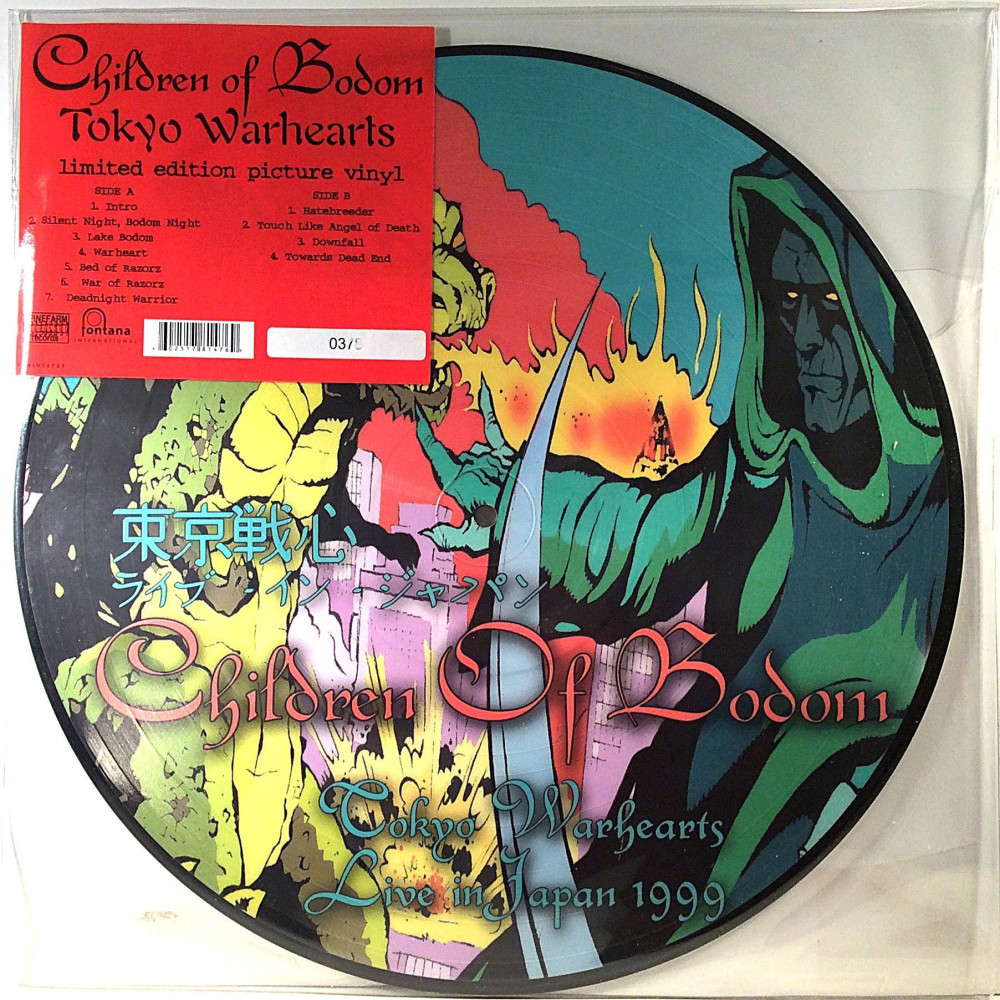 Children of Bodom
Tokyo Warhearts
limited edition picture vinyl
SIDE A
1. Intro
2. Silent Night, Bodom Night
3. Lake Bodom
4. Warheart
5. Bed of Razorz
6. War of Razorz
7. Deadnight Warrior
SIDE B
1. Hatebreeder
2. Touch Like Angel of Death
3. Downfall
4. Towards Dead End
records
fontana
INTERNATIONAL
東京戦心
ライブ・イン・ジャパン
Children Of Bodom
Tokyo Warhearts
Live in Japan 1999